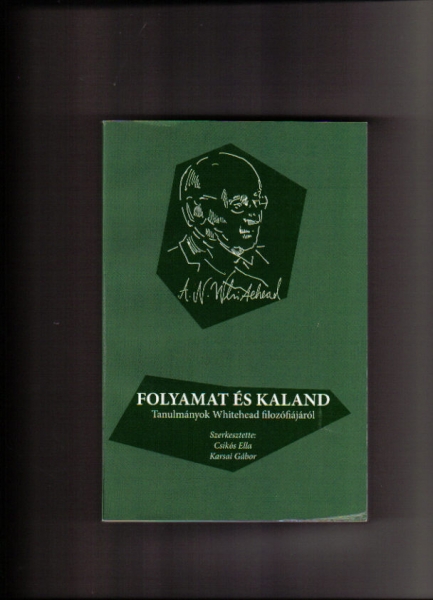 A.N. Whitehead
FOLYAMAT ÉS KALAND
Tanulmányok Whitehead filozófiájáról
Szerkesztette:
Csikós Ella
Karsai Gábor